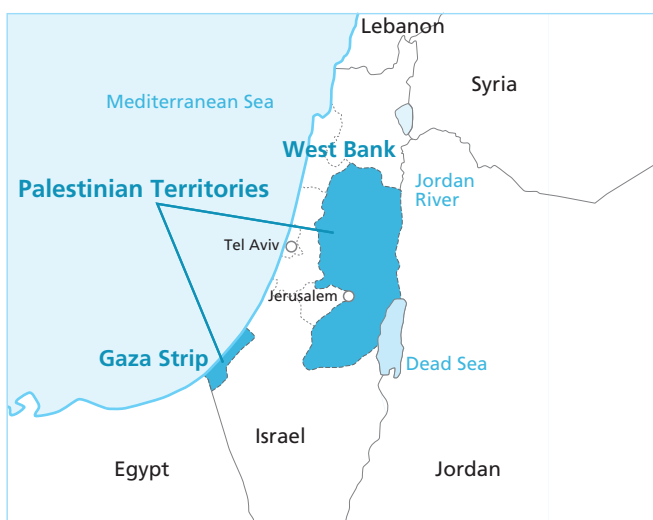 Lebanon
Syria
Mediterranean Sea
West Bank
Palestinian Territories
Jordan
River
Tel Aviv
Jerusalem
Gaza Strip
Dead Sea
Israel
Egypt
Jordan